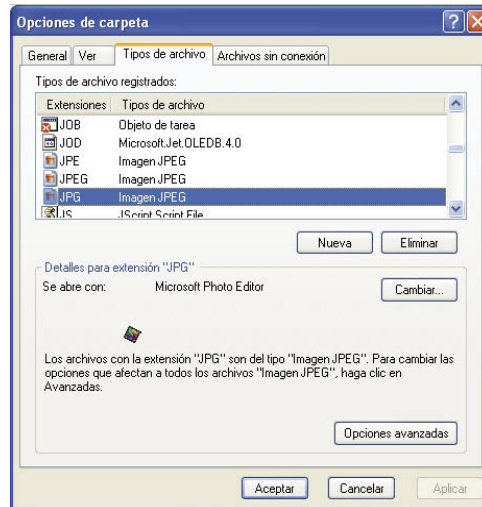 Opciones de carpeta
General Ver Tipos de archivo Archivos sin conexión
Tipos de archivo registrados:
Extensiones Tipos de archivo
JOB Objeto de tarea
JOD Microsoft.Jet.OLEDB.4.0
JPE Imagen JPEG
JPEG Imagen JPEG
JPG Imagen JPEG
JS JScript Script File
Nueva Eliminar
Detalles para extensión "JPG"
Se abre con: Microsoft Photo Editor Cambiar...
Los archivos con la extensión "JPG" son del tipo "Imagen JPEG". Para cambiar las
opciones que afectan a todos los archivos "Imagen JPEG", haga clic en
Avanzadas.
Opciones avanzadas
Aceptar Cancelar Aplicar